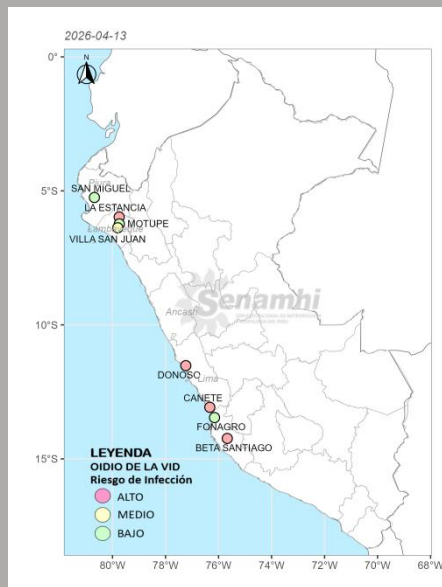 2026-04-13
N
0°
Piura
SAN MIGUEL
5°S
LA ESTANCIA
MOTUPE
Lambayeque
VILLA SAN JUAN
Senamhi
10°S
Ancash
DONOSO
Lima
CANETE
FONAGRO
BETA SANTIAGO
LEYENDA
OIDIO DE LA VID
Riesgo de Infección
15°S
ALTO
MEDIO
BAJO
80°W 78°W 76°W 74°W 72°W 70°W 68°W